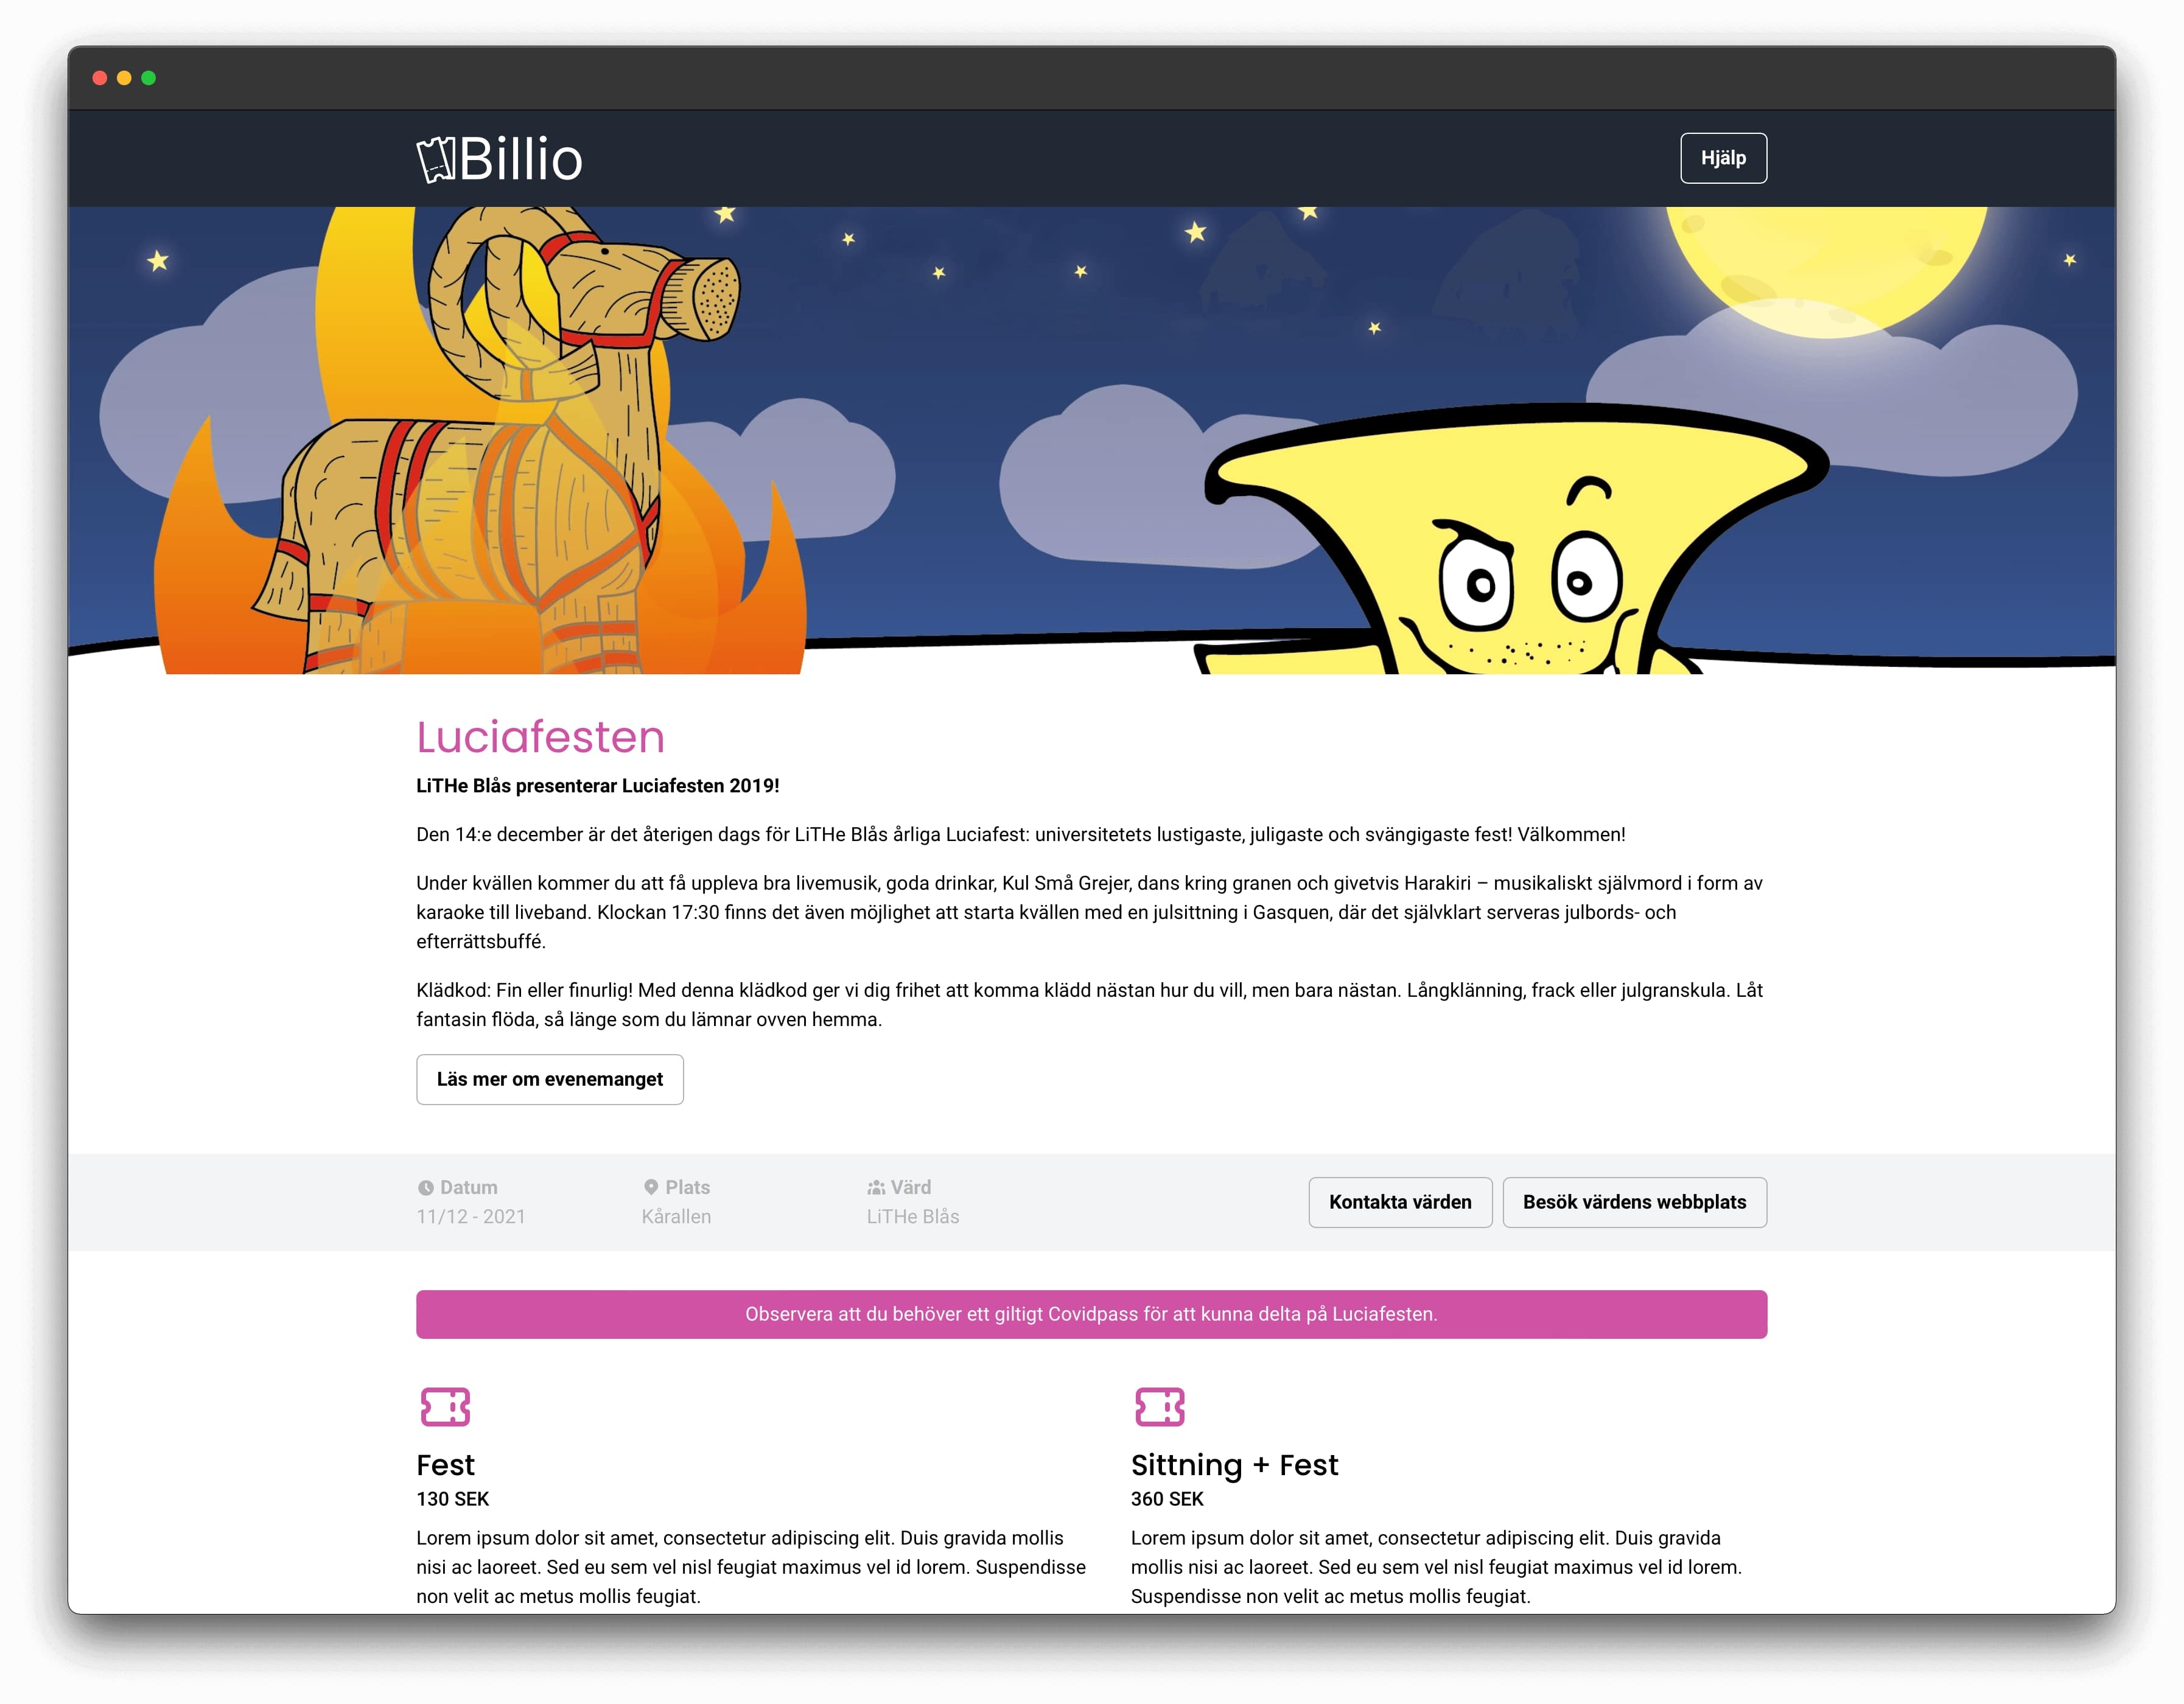 Billio
Hjälp
Luciafesten
LiTHe Blås presenterar Luciafesten 2019!
Den 14:e december är det återigen dags för LiTHe Blås årliga Luciafest: universitetets lustigaste, juligaste och svängigaste fest! Välkommen!
Under kvällen kommer du att få uppleva bra livemusik, goda drinkar, Kul Små Grejer, dans kring granen och givetvis Harakiri – musikaliskt självmord i form av
karaoke till liveband. Klockan 17:30 finns det även möjlighet att starta kvällen med en julsittning i Gasquen, där det självklart serveras julbords- och
efterrättsbuffé.
Klädkod: Fin eller finurlig! Med denna klädkod ger vi dig frihet att komma klädd nästan hur du vill, men bara nästan. Långklänning, frack eller julgranskula. Låt
fantasin flöda, så länge som du lämnar ovven hemma.
Läs mer om evenemanget
Datum
11/12 - 2021
Plats
Kårallen
Värd
LiTHe Blås
Kontakta värden
Besök värdens webbplats
Observera att du behöver ett giltigt Covidpass för att kunna delta på Luciafesten.
Fest
130 SEK
Lorem ipsum dolor sit amet, consectetur adipiscing elit. Duis gravida mollis
nisi ac laoreet. Sed eu sem vel nisl feugiat maximus vel id lorem. Suspendisse
non velit ac metus mollis feugiat.
Sittning + Fest
360 SEK
Lorem ipsum dolor sit amet, consectetur adipiscing elit. Duis gravida
mollis nisi ac laoreet. Sed eu sem vel nisl feugiat maximus vel id lorem.
Suspendisse non velit ac metus mollis feugiat.